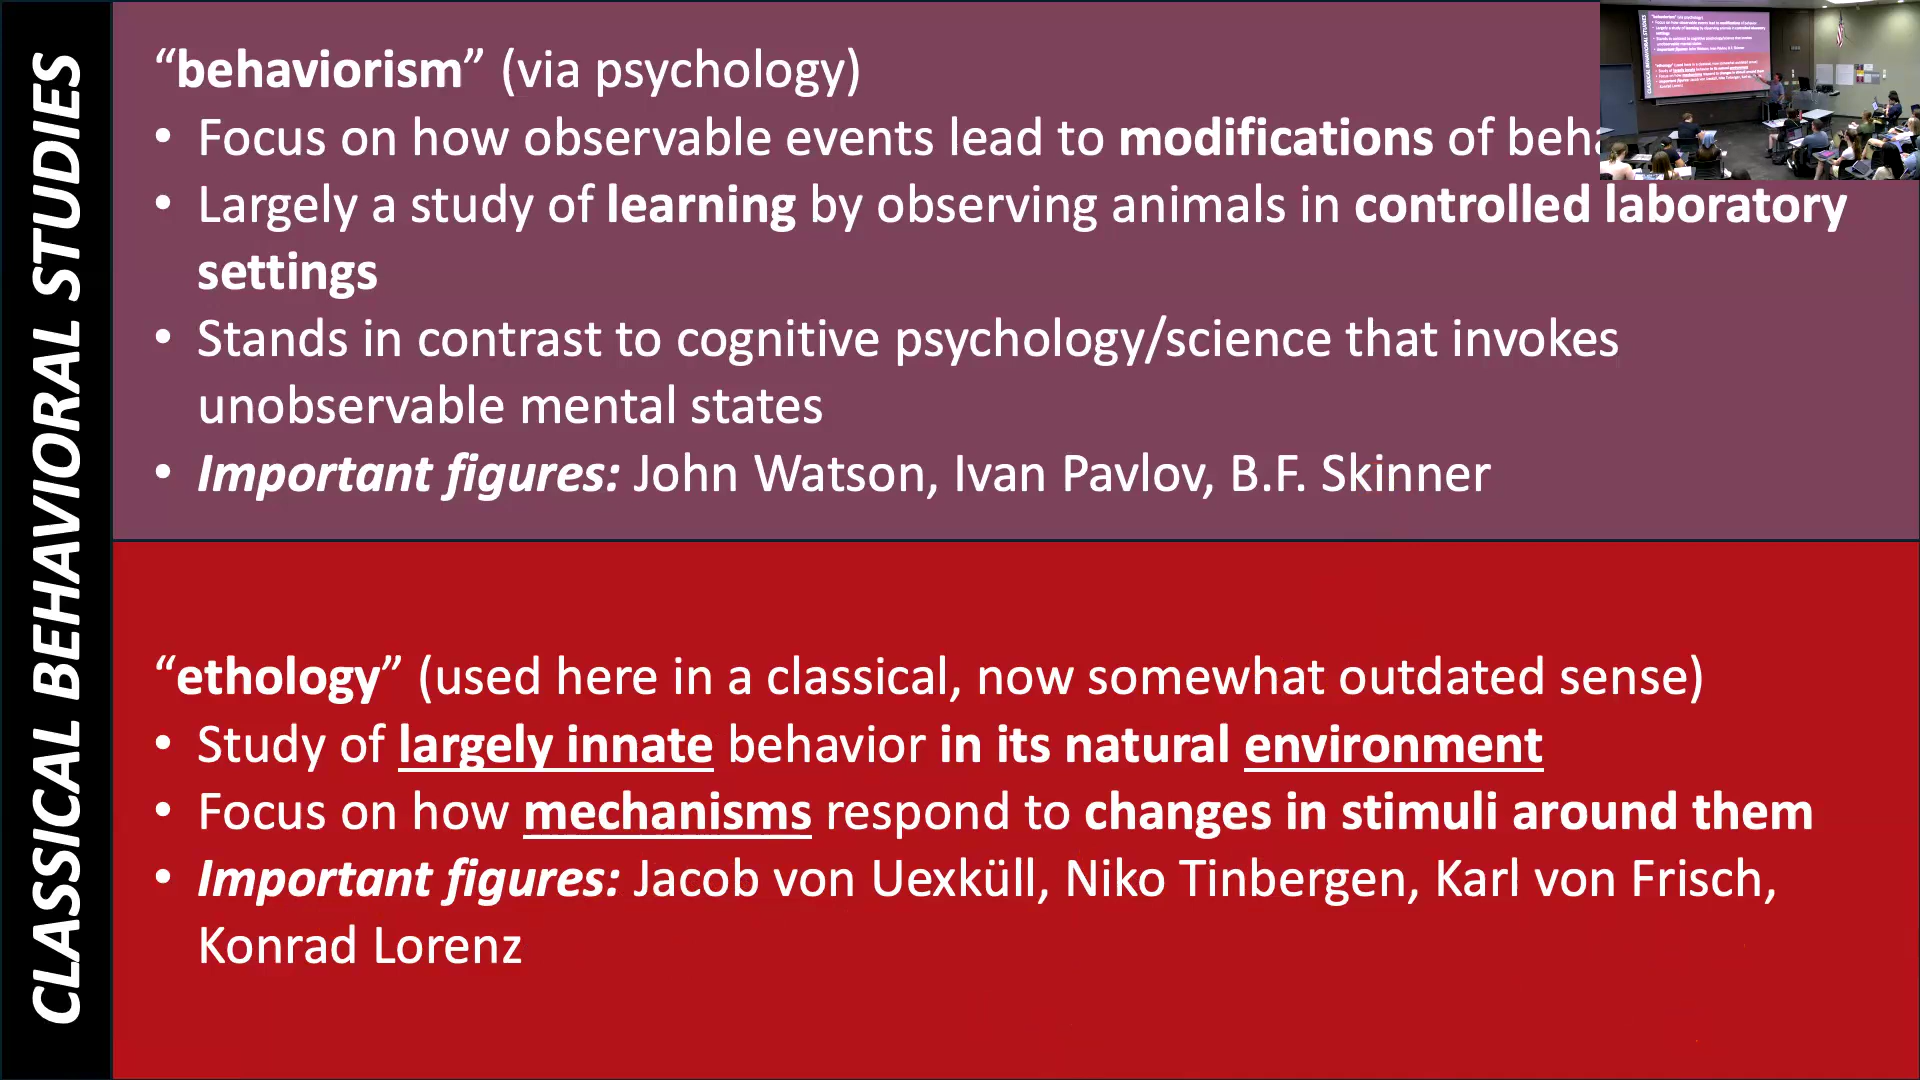 CLASSICAL BEHAVIORAL STUDIES
“behaviorism” (via psychology)
• Focus on how observable events lead to modifications of beha
• Largely a study of learning by observing animals in controlled laboratory
settings
• Stands in contrast to cognitive psychology/science that invokes
unobservable mental states
• Important figures: John Watson, Ivan Pavlov, B.F. Skinner
“ethology” (used here in a classical, now somewhat outdated sense)
• Study of largely innate behavior in its natural environment
• Focus on how mechanisms respond to changes in stimuli around them
• Important figures: Jacob von Uexküll, Niko Tinbergen, Karl von Frisch,
Konrad Lorenz